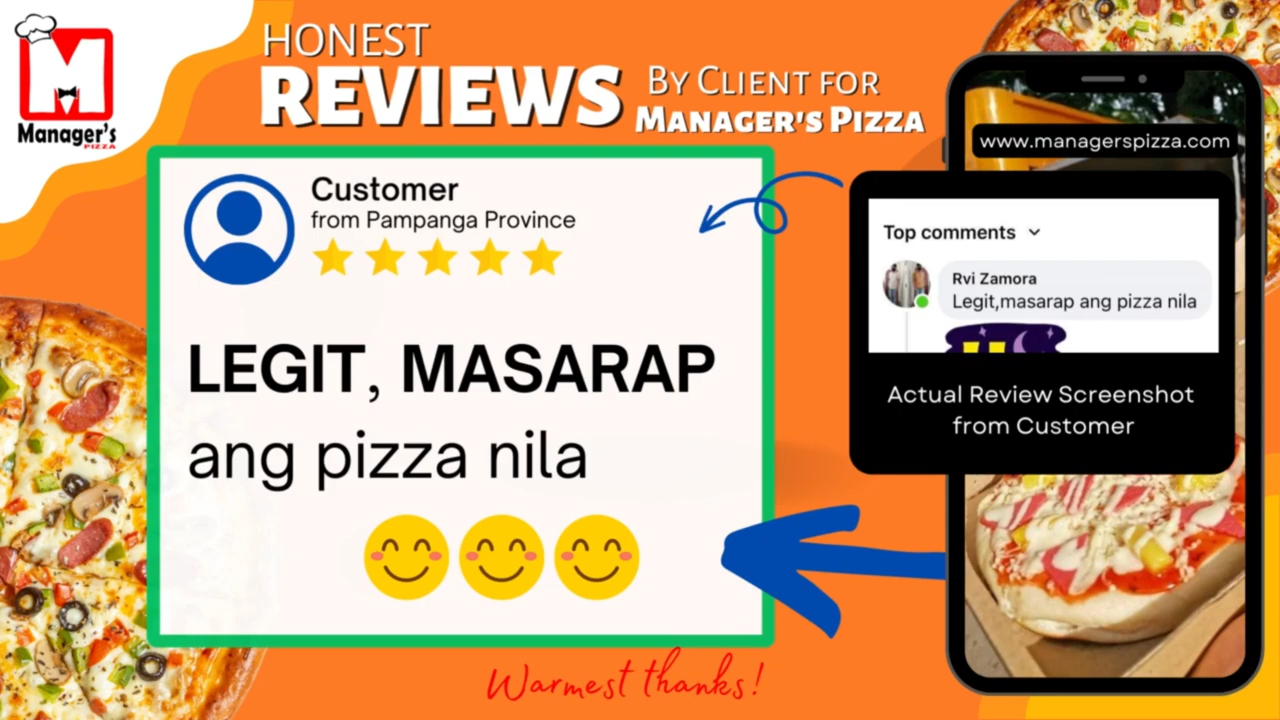 M
Manager's
PIZZA
HONEST
REVIEWS
BY CLIENT FOR
MANAGER'S PIZZA
www.managerspizza.com
Customer
from Pampanga Province
LEGIT, MASARAP
ang pizza nila
Top comments
Rvi Zamora
Legit,masarap ang pizza nila
Actual Review Screenshot
from Customer
Warmest thanks!